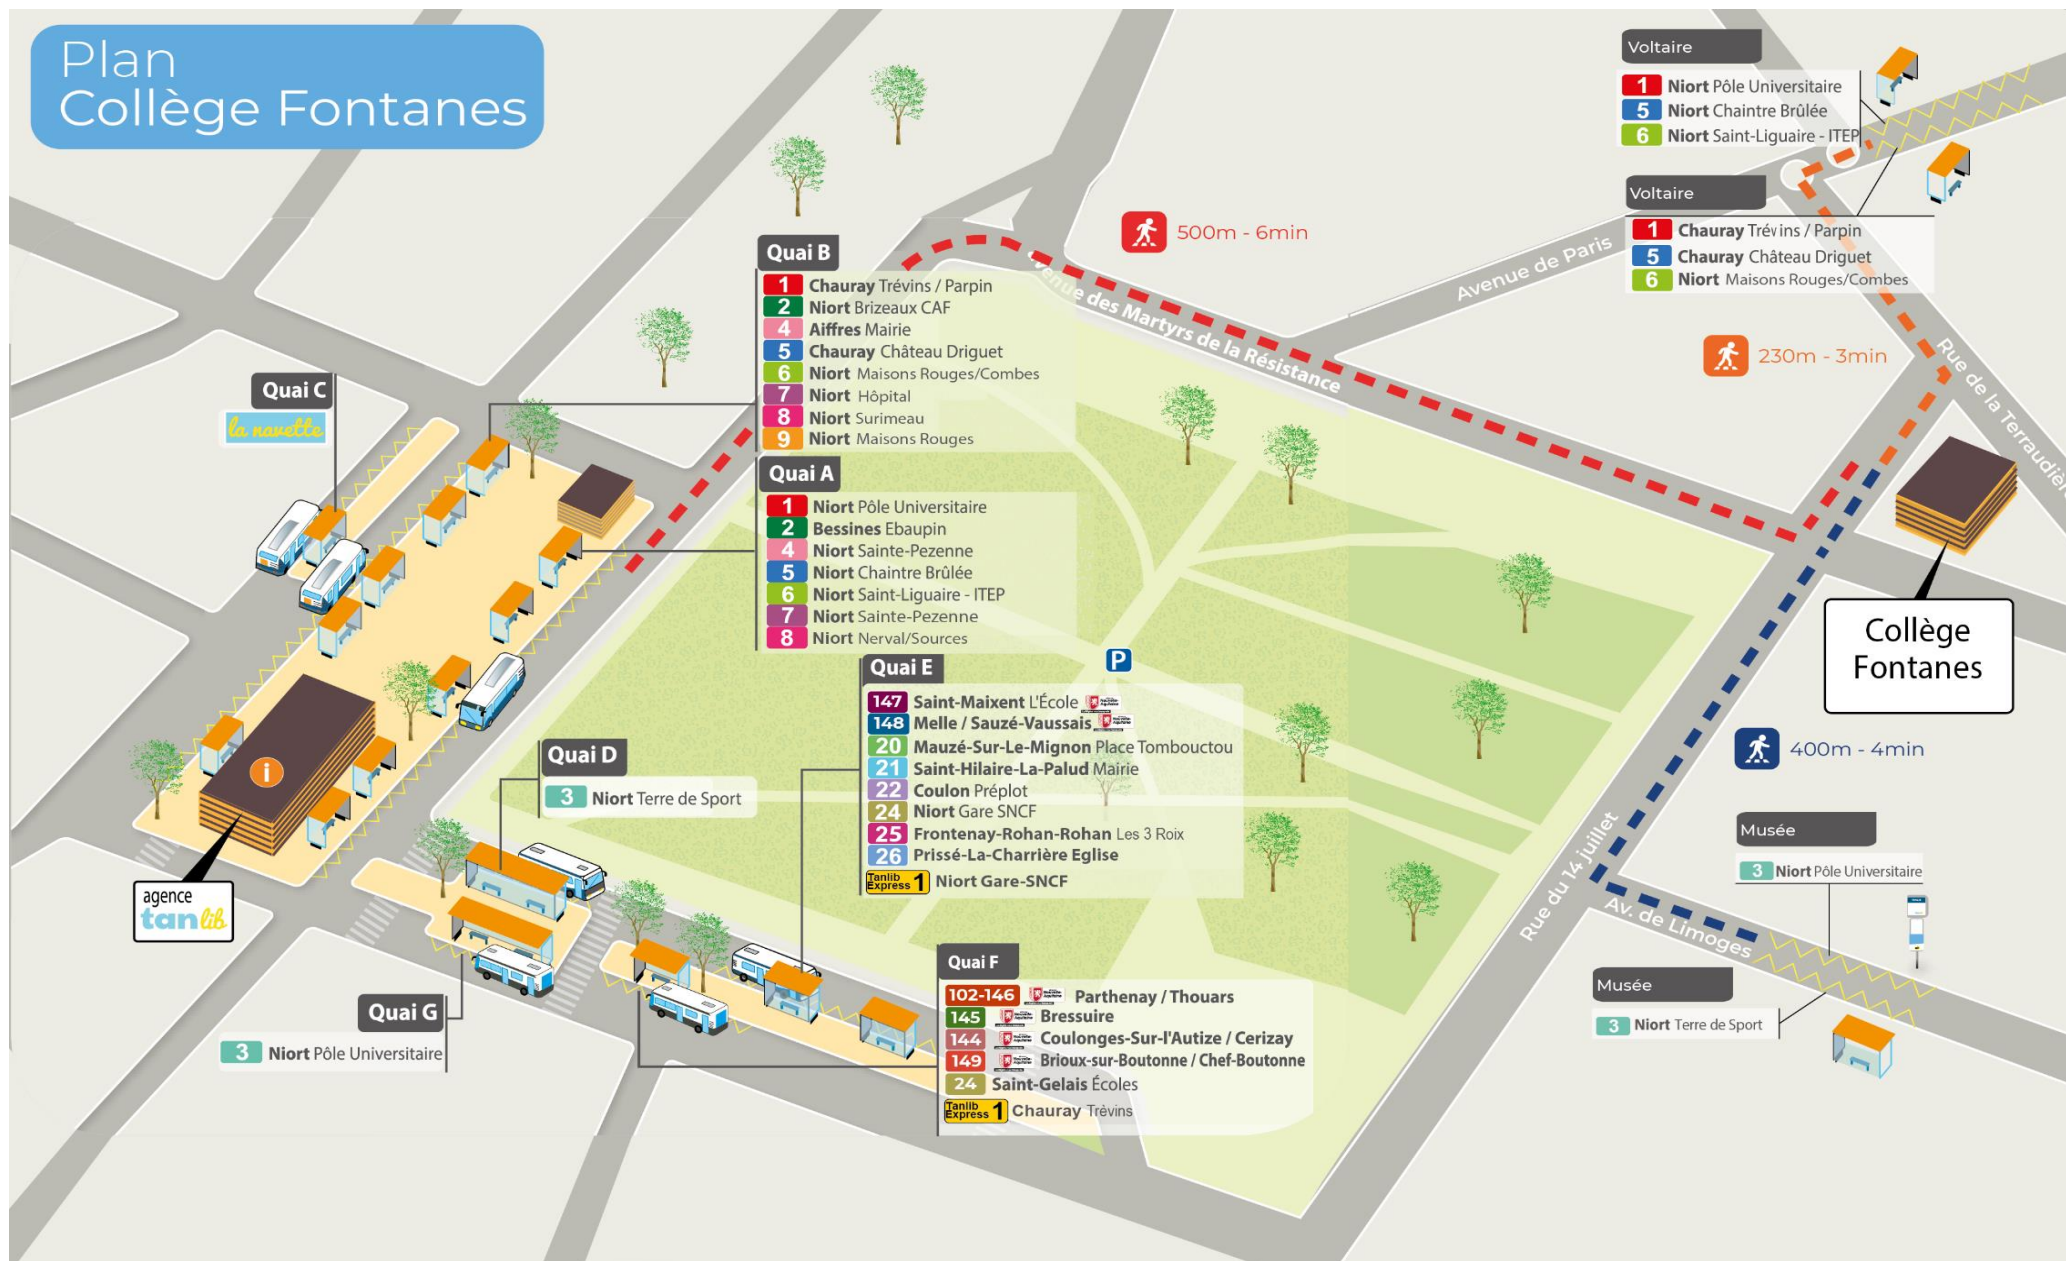 Plan
Collège Fontanes
Voltaire
1 Niort Pôle Universitaire
5 Niort Chaintre Brûlée
6 Niort Saint-Liguaire - ITEP
Voltaire
1 Chauray Trévins / Parpin
5 Chauray Château Driguet
6 Niort Maisons Rouges/Combes
500m - 6min
Avenue de Paris
Avenue des Martyrs de la Résistance
230m - 3min
Rue de la Terraudière
Quai B
1 Chauray Trévins / Parpin
2 Niort Brizeaux CAF
4 Aiffres Mairie
5 Chauray Château Driguet
6 Niort Maisons Rouges/Combes
7 Niort Hôpital
8 Niort Surimeau
9 Niort Maisons Rouges
Quai C
la navette
Quai A
1 Niort Pôle Universitaire
2 Bessines Ebaupin
4 Niort Sainte-Pezenne
5 Niort Chaintre Brûlée
6 Niort Saint-Liguaire - ITEP
7 Niort Sainte-Pezenne
8 Niort Nerval/Sources
Collège
Fontanes
P
Quai E
147 Saint-Maixent L'École
148 Melle / Sauzé-Vaussais
20 Mauzé-Sur-Le-Mignon Place Tombouctou
21 Saint-Hilaire-La-Palud Mairie
22 Coulon Préplot
24 Niort Gare SNCF
25 Frontenay-Rohan-Rohan Les 3 Roix
26 Prissé-La-Charrière Eglise
Tanlib Express 1 Niort Gare-SNCF
Quai D
3 Niort Terre de Sport
400m - 4min
i
agence
tanlib
Rue du 14 juillet
Av. de Limoges
Musée
3 Niort Pôle Universitaire
Musée
3 Niort Terre de Sport
Quai F
102-146 Parthenay / Thouars
145 Bressuire
144 Coulonges-Sur-l'Autize / Cerizay
149 Brioux-sur-Boutonne / Chef-Boutonne
24 Saint-Gelais Écoles
Tanlib Express 1 Chauray Trèvins
Quai G
3 Niort Pôle Universitaire